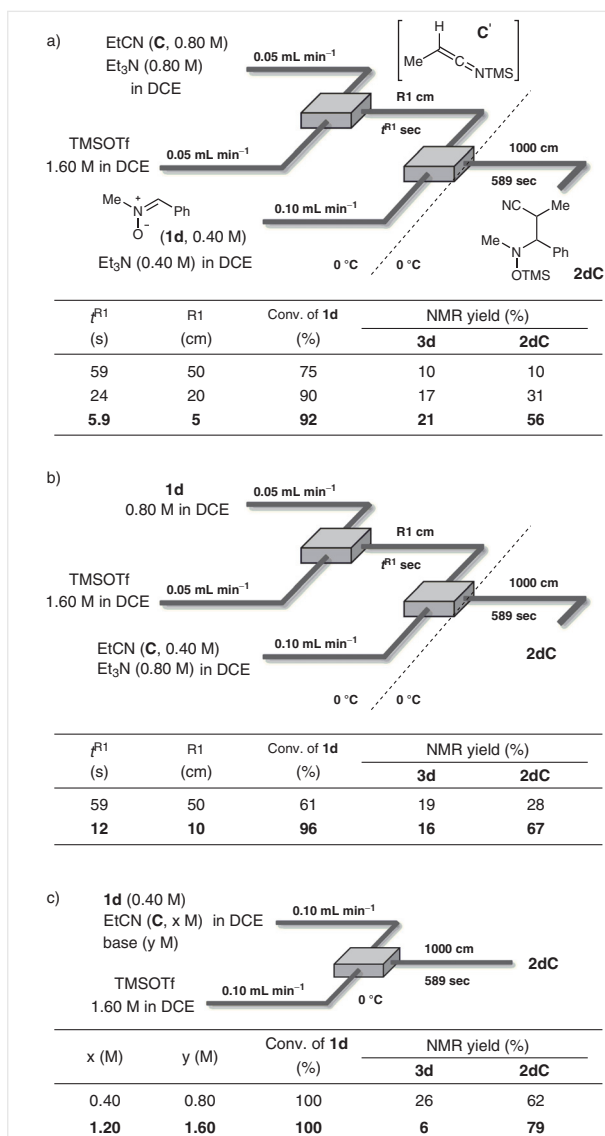 a)
EtCN (C, 0.80 M)
Et₃N (0.80 M)
in DCE
0.05 mL min⁻¹
H
C'
Me
C
NTMS
R1 cm
tᴿ¹ sec
TMSOTf
1.60 M in DCE
0.05 mL min⁻¹
1000 cm
589 sec
Me
N
+
Ph
O
−
(1d, 0.40 M)
Et₃N (0.40 M) in DCE
0.10 mL min⁻¹
0 °C 0 °C
NC Me
Me
N Ph
OTMS
2dC
tᴿ¹ R1 Conv. of 1d NMR yield (%)
(s) (cm) (%) 3d 2dC
59 50 75 10 10
24 20 90 17 31
5.9 5 92 21 56
b)
1d
0.80 M in DCE
0.05 mL min⁻¹
R1 cm
tᴿ¹ sec
TMSOTf
1.60 M in DCE
0.05 mL min⁻¹
1000 cm
589 sec
EtCN (C, 0.40 M)
Et₃N (0.80 M) in DCE
0.10 mL min⁻¹
2dC
0 °C 0 °C
tᴿ¹ R1 Conv. of 1d NMR yield (%)
(s) (cm) (%) 3d 2dC
59 50 61 19 28
12 10 96 16 67
c)
1d (0.40 M)
EtCN (C, x M) in DCE
base (y M)
0.10 mL min⁻¹
1000 cm
589 sec
2dC
TMSOTf
1.60 M in DCE
0.10 mL min⁻¹
0 °C
x (M) y (M) Conv. of 1d NMR yield (%)
(%) 3d 2dC
0.40 0.80 100 26 62
1.20 1.60 100 6 79